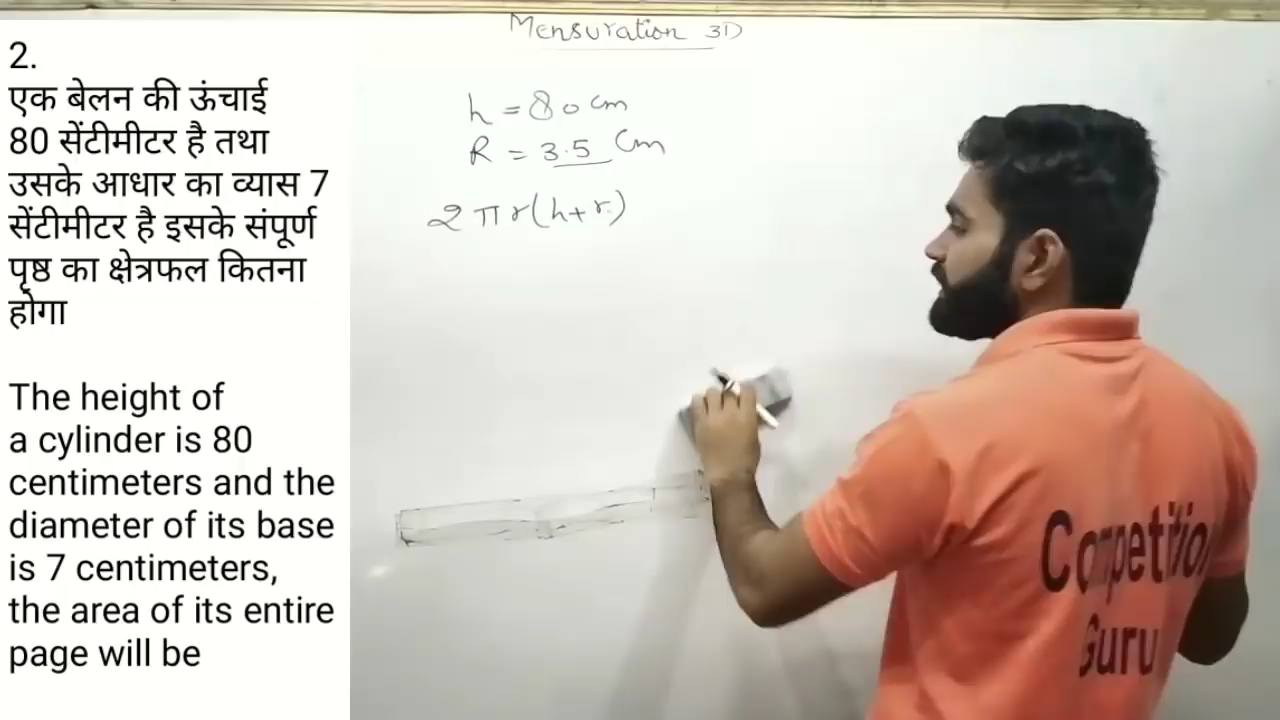 2.
एक बेलन की ऊंचाई
80 सेंटीमीटर है तथा
उसके आधार का व्यास 7
सेंटीमीटर है इसके संपूर्ण
पृष्ठ का क्षेत्रफल कितना
होगा
The height of
a cylinder is 80
centimeters and the
diameter of its base
is 7 centimeters,
the area of its entire
page will be
Mensuration 3D
h = 80 cm
R = 3.5 Cm
2πr(h+r)
Competition
Guru